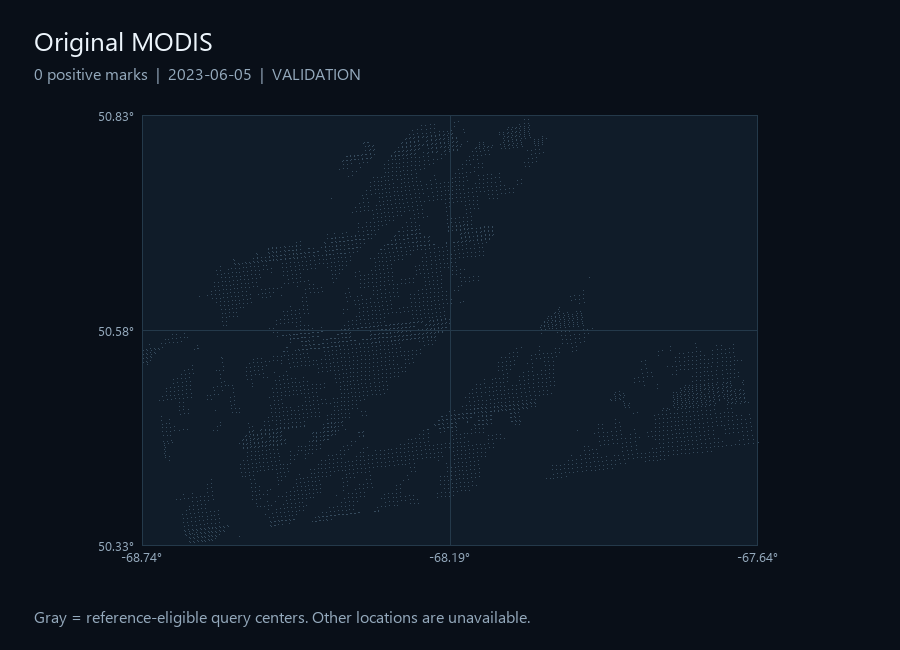 Original MODIS
0 positive marks | 2023-06-05 | VALIDATION
50.83°
50.58°
50.33°
-68.74° -68.19° -67.64°
Gray = reference-eligible query centers. Other locations are unavailable.